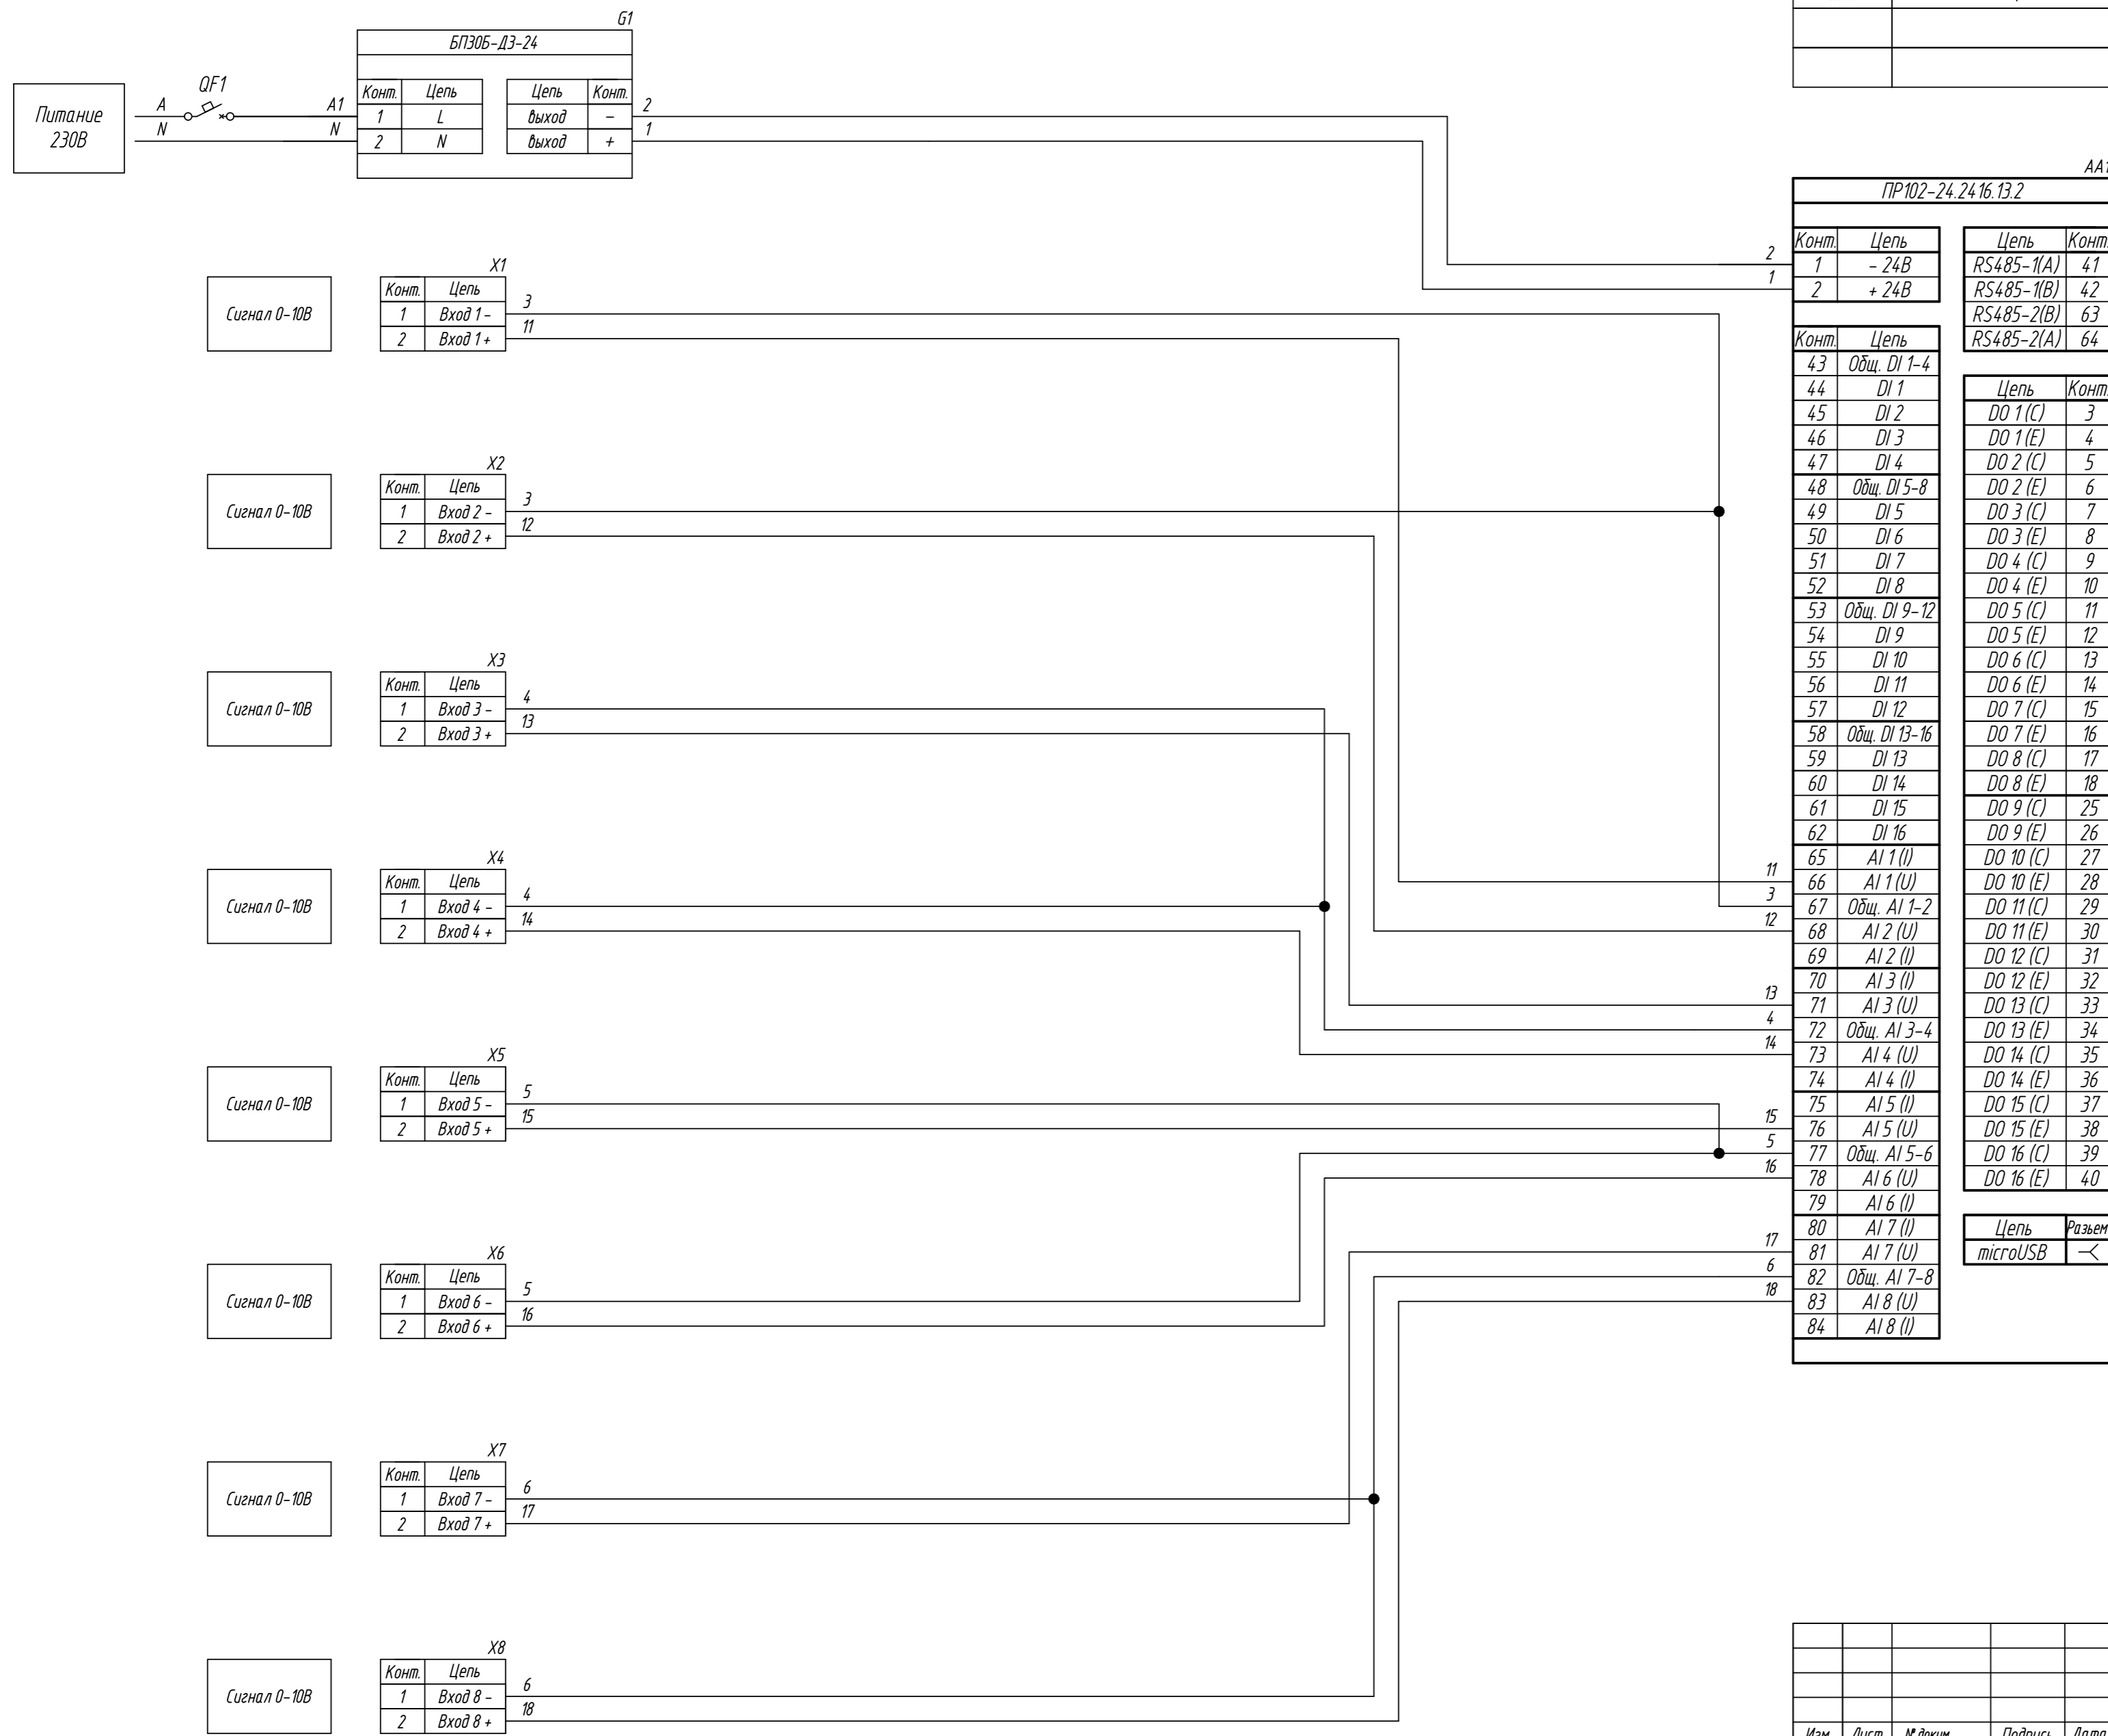 G1
БП30Б-Д3-24
Конт. Цепь Цепь Конт.
1 L выход -
2 N выход +
Питание
230В
A QF1 A1
N N
2
1
AA1
ПР102-24.2416.13.2
2
1
Конт. Цепь
1 - 24В
2 + 24В
Цепь Конт.
RS485-1(A) 41
RS485-1(B) 42
RS485-2(B) 63
RS485-2(A) 64
Конт. Цепь
43 Общ. DI 1-4
44 DI 1
45 DI 2
46 DI 3
47 DI 4
48 Общ. DI 5-8
49 DI 5
50 DI 6
51 DI 7
52 DI 8
53 Общ. DI 9-12
54 DI 9
55 DI 10
56 DI 11
57 DI 12
58 Общ. DI 13-16
59 DI 13
60 DI 14
61 DI 15
62 DI 16
65 AI 1 (I)
11 66 AI 1 (U)
3 67 Общ. AI 1-2
12 68 AI 2 (U)
69 AI 2 (I)
70 AI 3 (I)
13 71 AI 3 (U)
4 72 Общ. AI 3-4
14 73 AI 4 (U)
74 AI 4 (I)
75 AI 5 (I)
15 76 AI 5 (U)
5 77 Общ. AI 5-6
16 78 AI 6 (U)
79 AI 6 (I)
80 AI 7 (I)
17 81 AI 7 (U)
6 82 Общ. AI 7-8
18 83 AI 8 (U)
84 AI 8 (I)
Цепь Конт.
DO 1 (C) 3
DO 1 (E) 4
DO 2 (C) 5
DO 2 (E) 6
DO 3 (C) 7
DO 3 (E) 8
DO 4 (C) 9
DO 4 (E) 10
DO 5 (C) 11
DO 5 (E) 12
DO 6 (C) 13
DO 6 (E) 14
DO 7 (C) 15
DO 7 (E) 16
DO 8 (C) 17
DO 8 (E) 18
DO 9 (C) 25
DO 9 (E) 26
DO 10 (C) 27
DO 10 (E) 28
DO 11 (C) 29
DO 11 (E) 30
DO 12 (C) 31
DO 12 (E) 32
DO 13 (C) 33
DO 13 (E) 34
DO 14 (C) 35
DO 14 (E) 36
DO 15 (C) 37
DO 15 (E) 38
DO 16 (C) 39
DO 16 (E) 40
Цепь Разьем
microUSB
X1
Сигнал 0-10В
Конт. Цепь
1 Вход 1 - 3
2 Вход 1 + 11
X2
Сигнал 0-10В
Конт. Цепь
1 Вход 2 - 3
2 Вход 2 + 12
X3
Сигнал 0-10В
Конт. Цепь
1 Вход 3 - 4
2 Вход 3 + 13
X4
Сигнал 0-10В
Конт. Цепь
1 Вход 4 - 4
2 Вход 4 + 14
X5
Сигнал 0-10В
Конт. Цепь
1 Вход 5 - 5
2 Вход 5 + 15
X6
Сигнал 0-10В
Конт. Цепь
1 Вход 6 - 5
2 Вход 6 + 16
X7
Сигнал 0-10В
Конт. Цепь
1 Вход 7 - 6
2 Вход 7 + 17
X8
Сигнал 0-10В
Конт. Цепь
1 Вход 8 - 6
2 Вход 8 + 18
Изм. Лист № докум. Подпись Дата